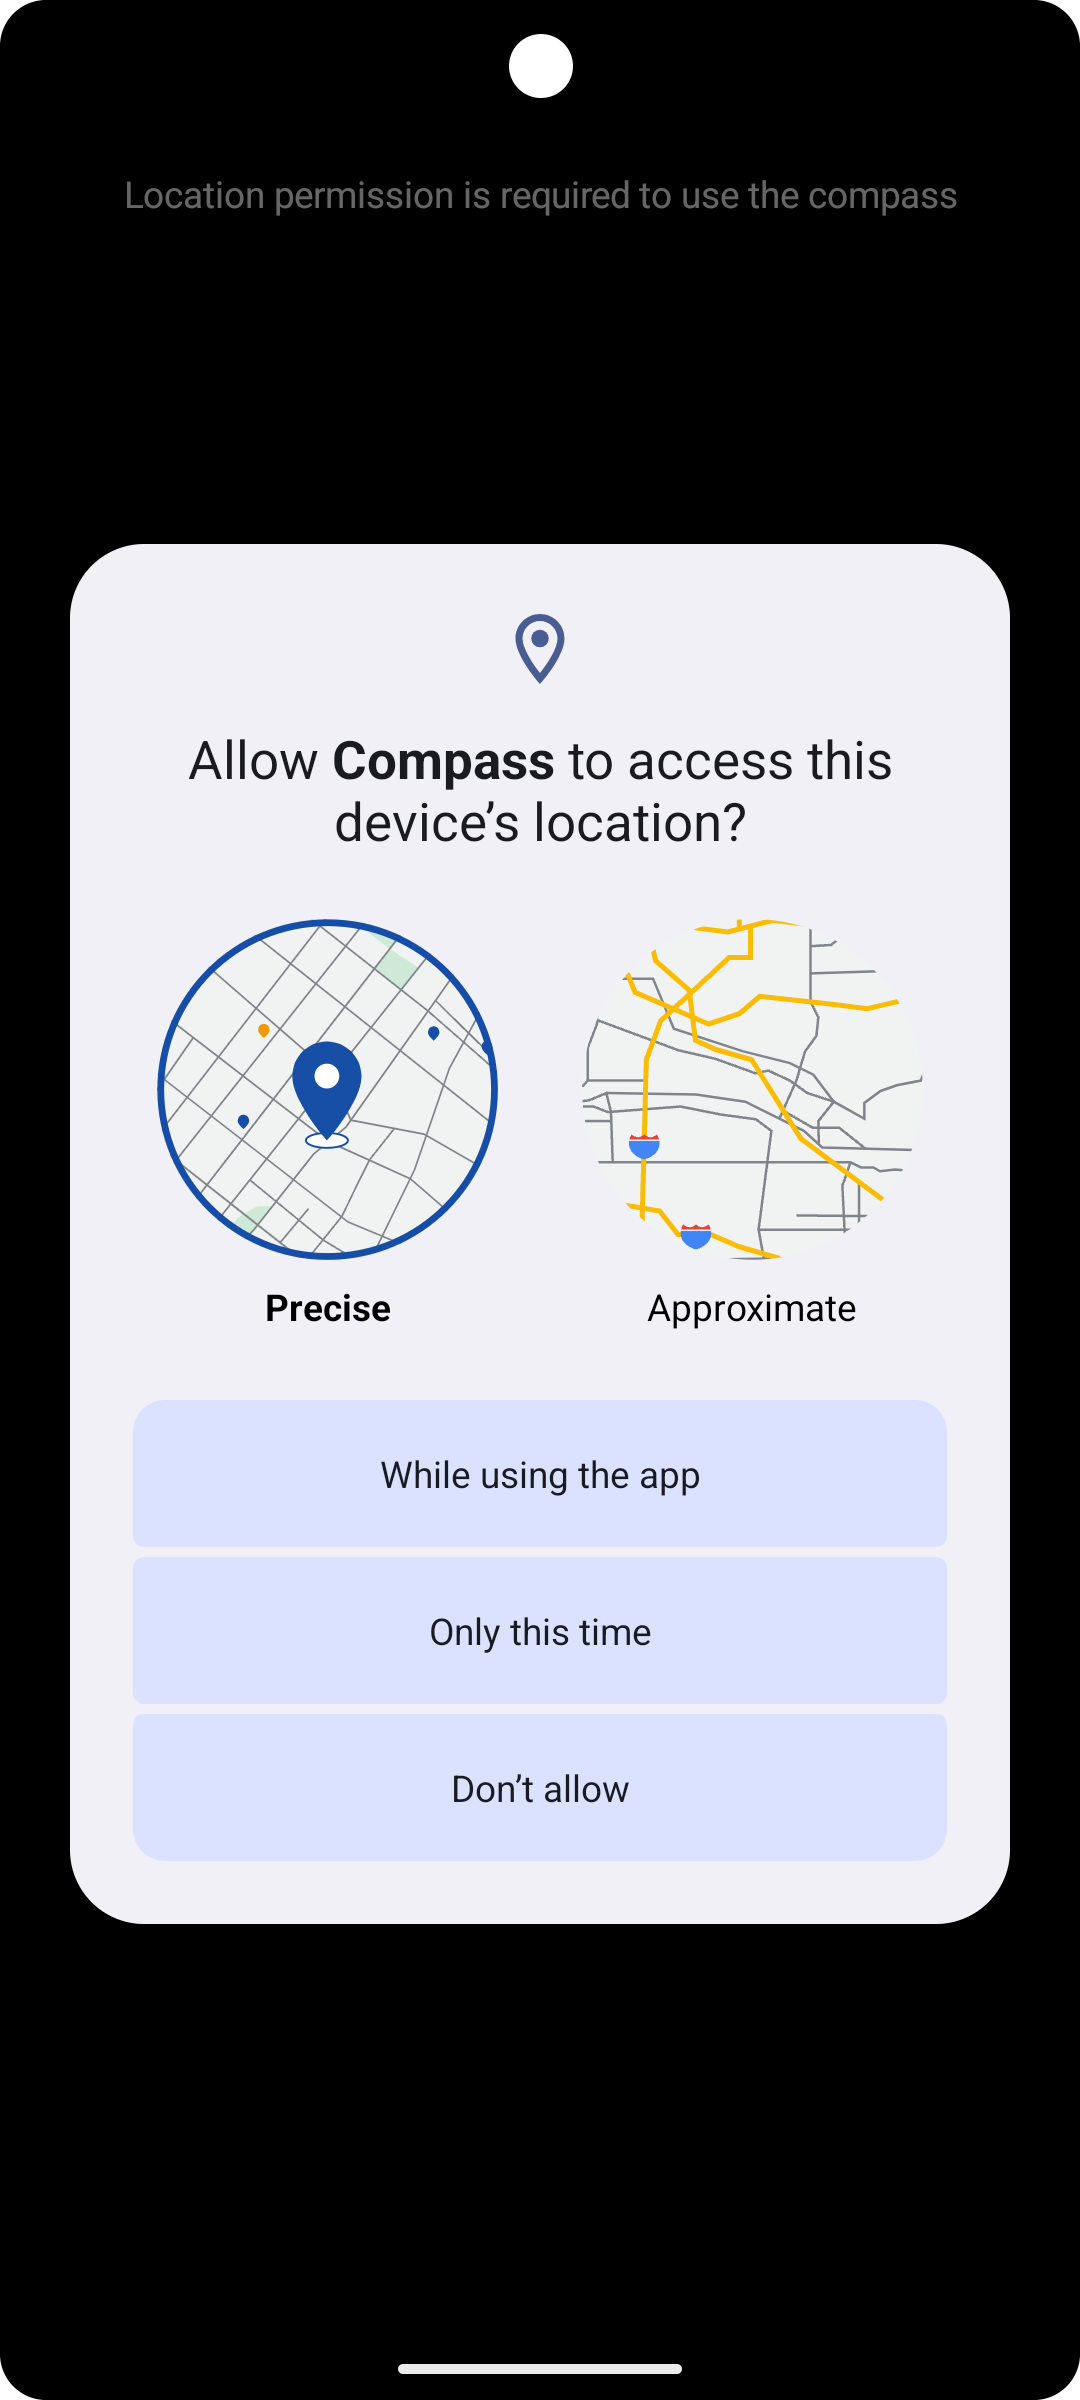 Location permission is required to use the compass
Allow Compass to access this
device’s location?
Precise
Approximate
While using the app
Only this time
Don’t allow